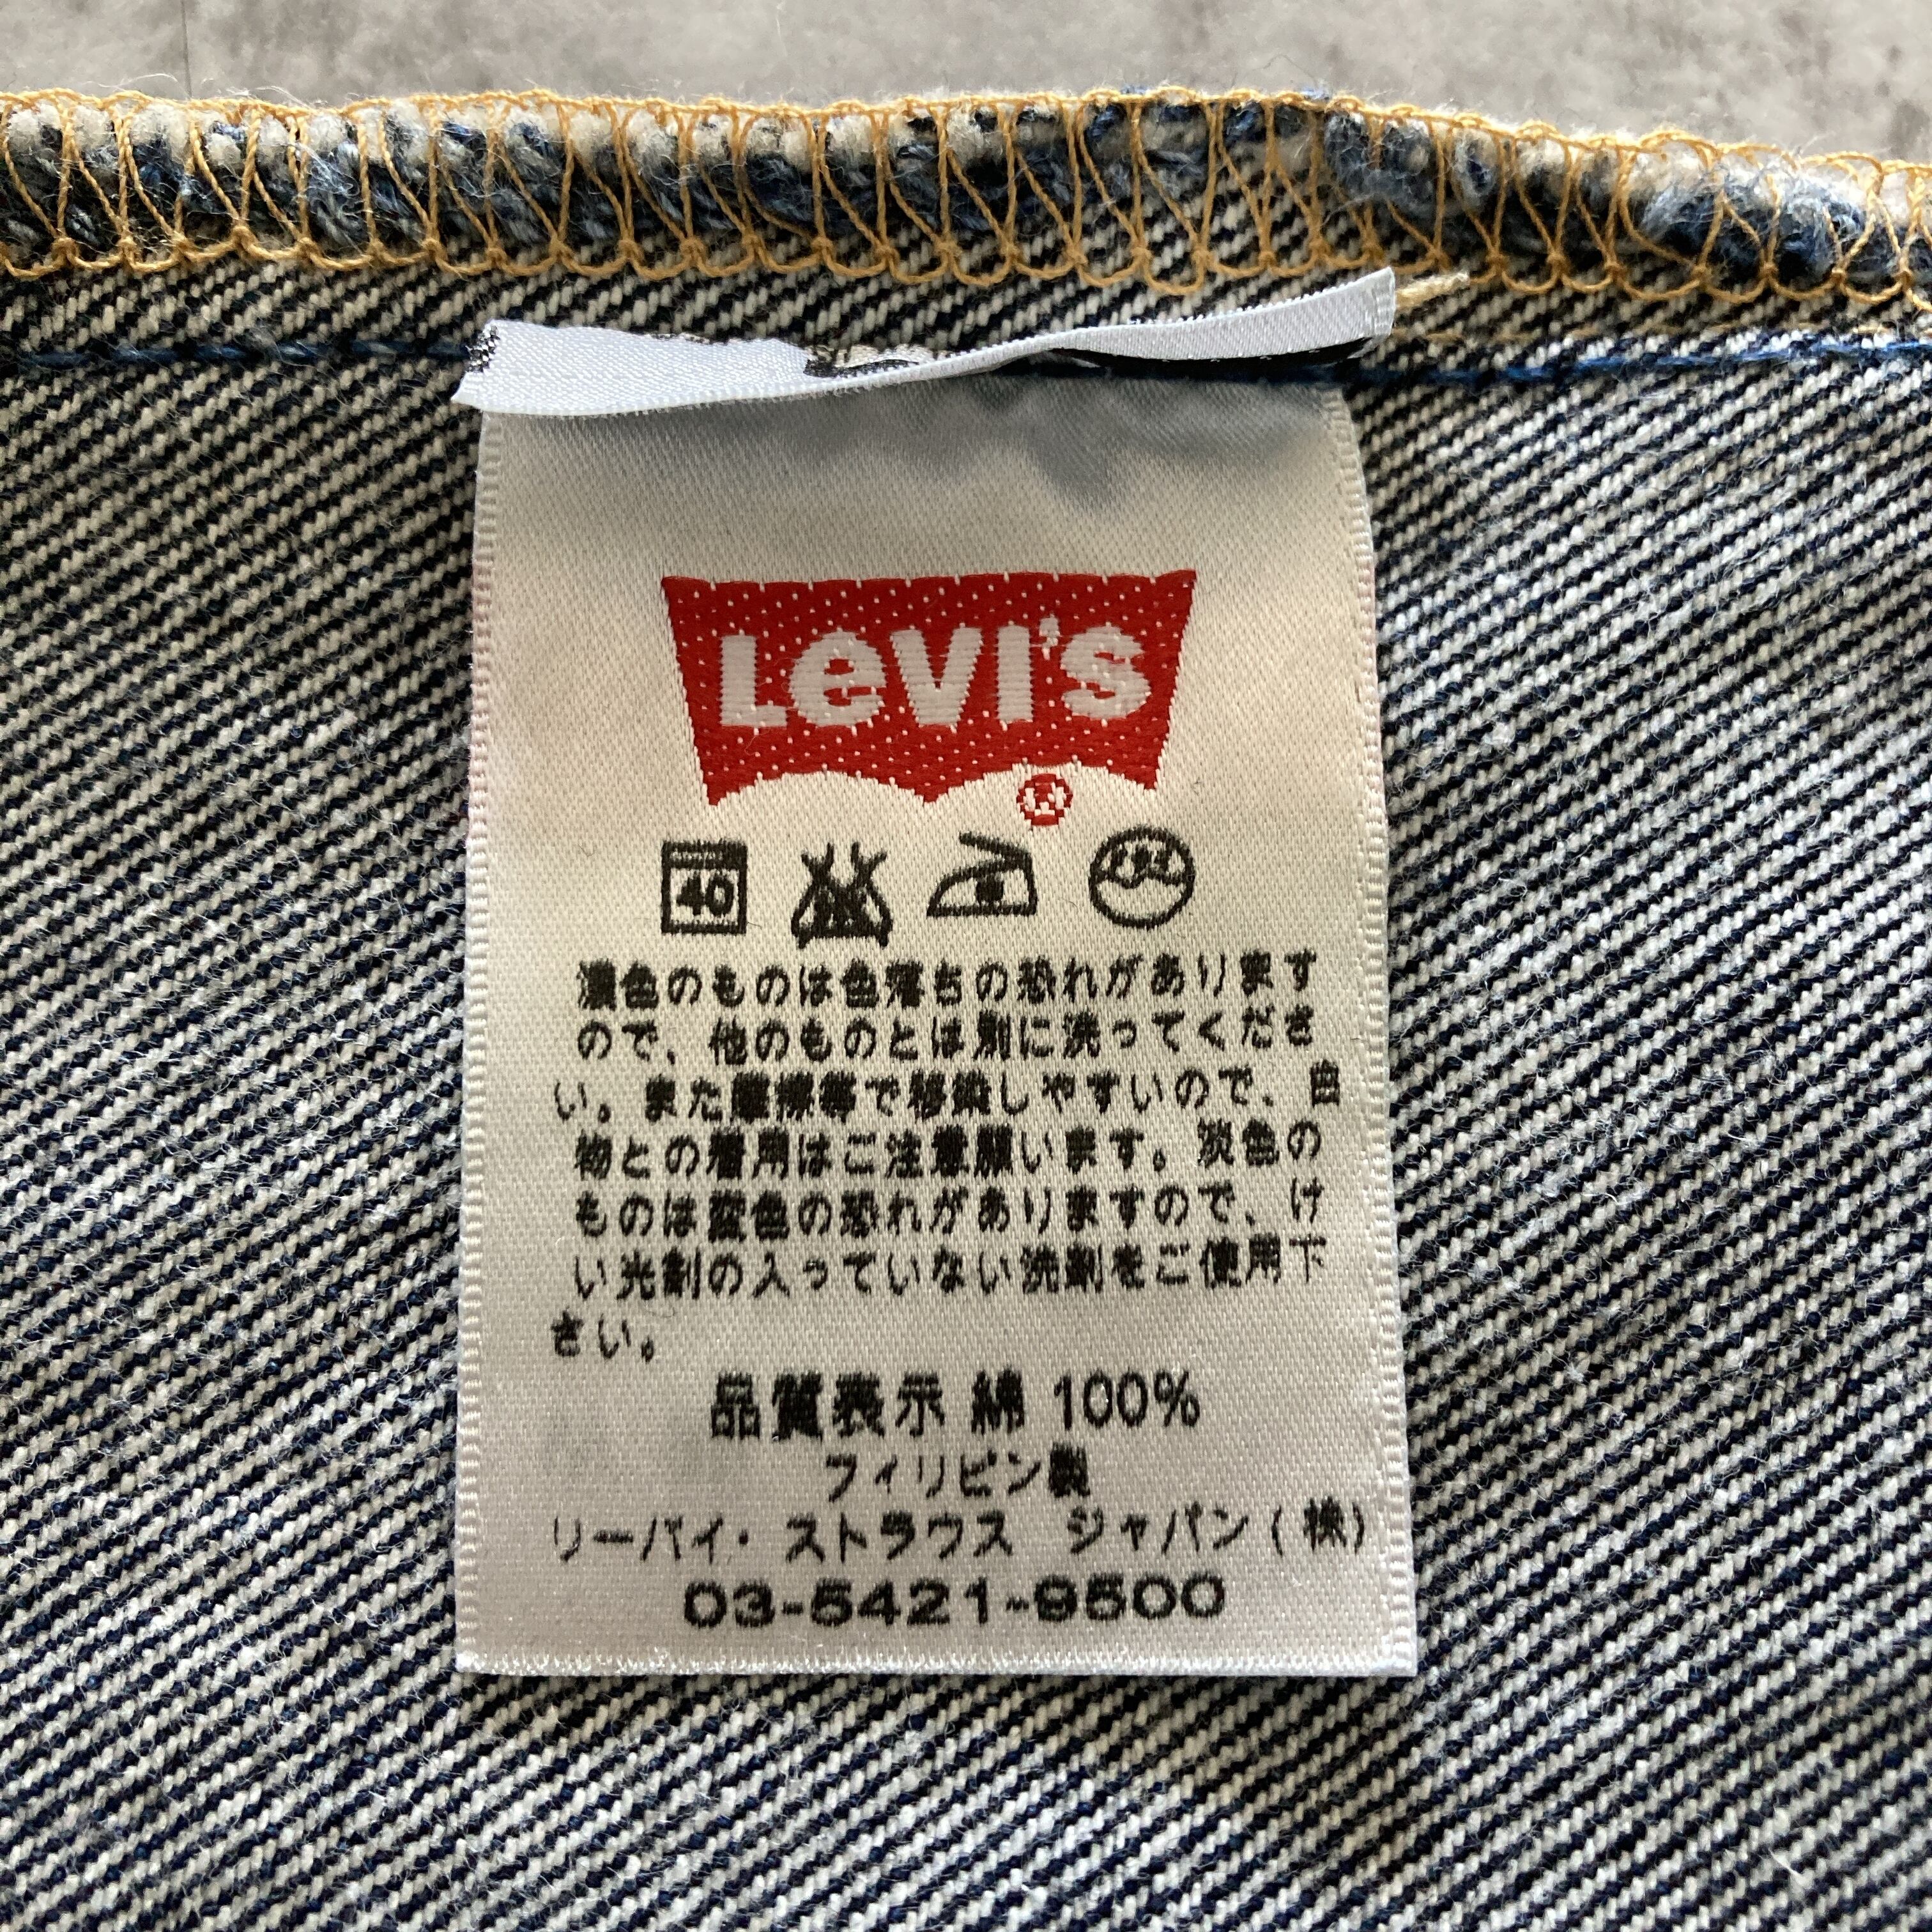 LEVI'S
40
濃色のものは色落ちの恐れがあります
ので、他のものとは別に洗ってくださ
い。また摩擦等で移染しやすいので、白
物との着用はご注意願います。淡色の
ものは変色の恐れがありますので、け
い光剤の入っていない洗剤をご使用下
さい。
品質表示 綿 100%
フィリピン製
リーバイ・ストラウス ジャパン(株)
03-5421-9500